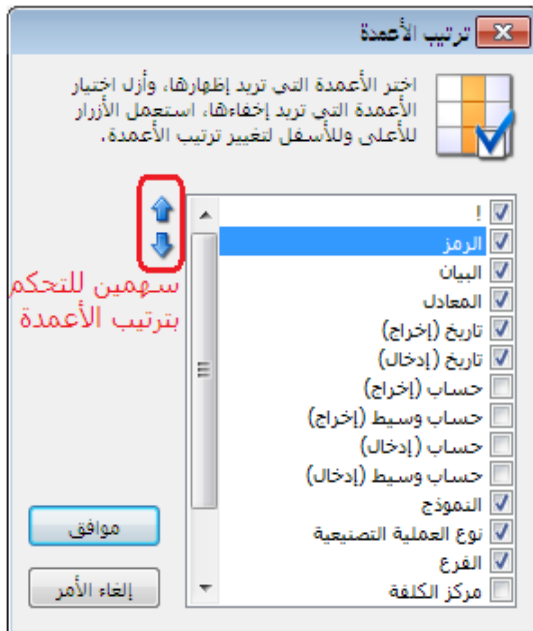 ترتيب الأعمدة
اختر الأعمدة التي تريد إظهارها، وأزل اختيار
الأعمدة التي تريد إخفاءها، استعمل الأزرار
للأعلى وللأسفل لتغيير ترتيب الأعمدة.
!
الرمز
البيان
المعادل
تاريخ (إخراج)
تاريخ (إدخال)
حساب (إخراج)
حساب وسيط (إخراج)
حساب (إدخال)
حساب وسيط (إدخال)
النموذج
نوع العملية التصنيعية
الفرع
مركز الكلفة
سهمين للتحكم
بترتيب الأعمدة
موافق
إلغاء الأمر